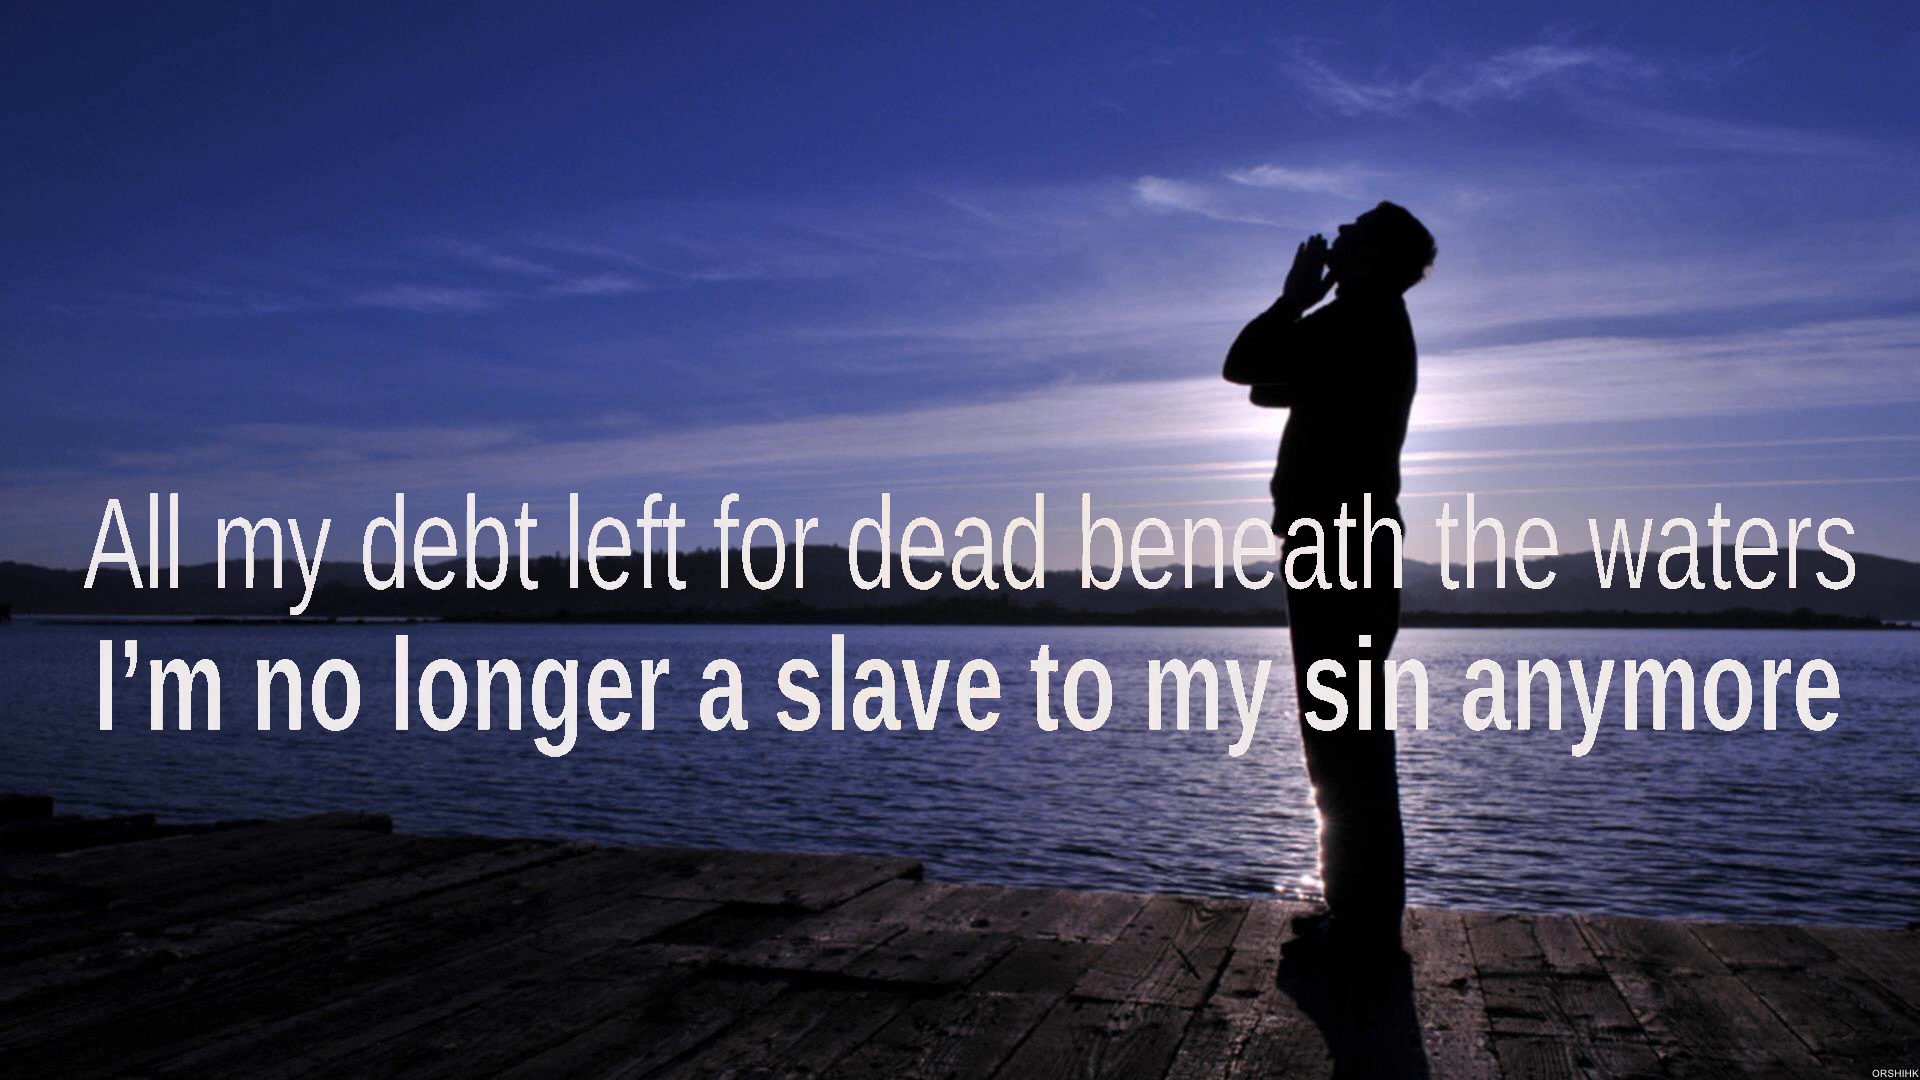 All my debt left for dead beneath the waters
I’m no longer a slave to my sin anymore
ORSHIHK